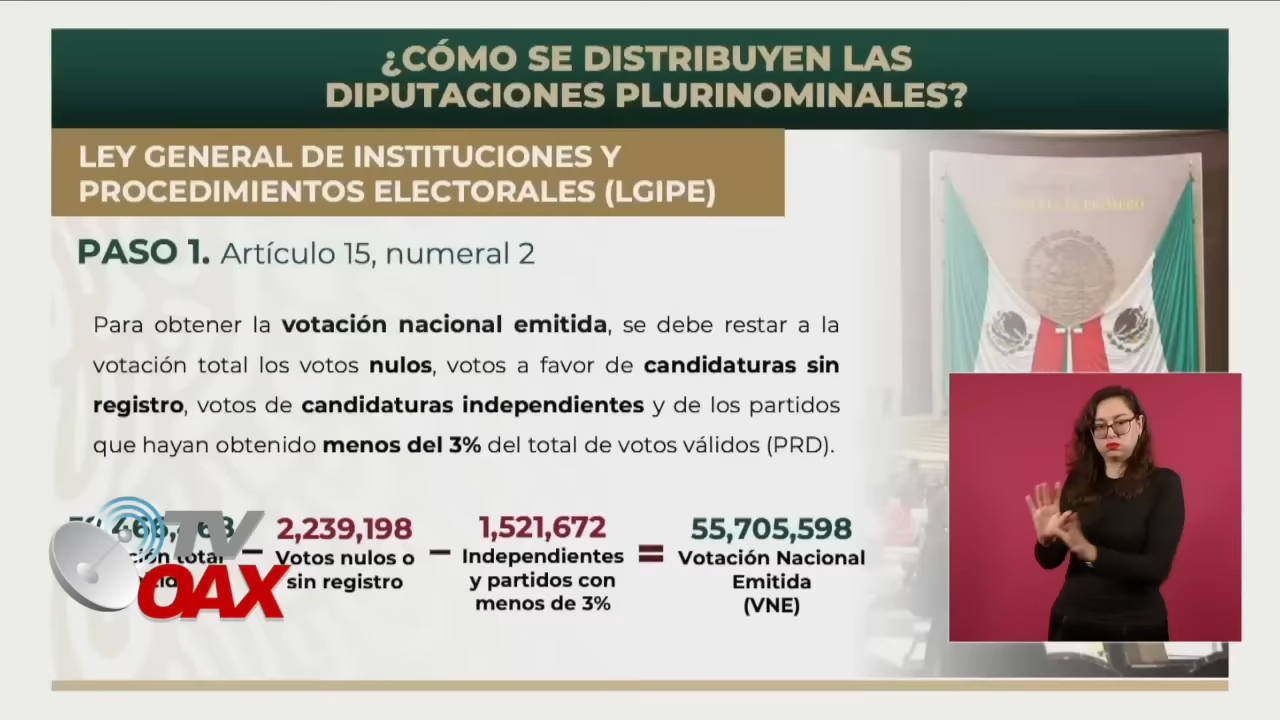 ¿CÓMO SE DISTRIBUYEN LAS
DIPUTACIONES PLURINOMINALES?
LEY GENERAL DE INSTITUCIONES Y
PROCEDIMIENTOS ELECTORALES (LGIPE)
PASO 1. Artículo 15, numeral 2
Para obtener la votación nacional emitida, se debe restar a la
votación total los votos nulos, votos a favor de candidaturas sin
registro, votos de candidaturas independientes y de los partidos
que hayan obtenido menos del 3% del total de votos válidos (PRD).
− 2,239,198 − 1,521,672 = 55,705,598
total Votos nulos o Independientes Votación Nacional
sin registro y partidos con Emitida
menos de 3% (VNE)
TV
OAX